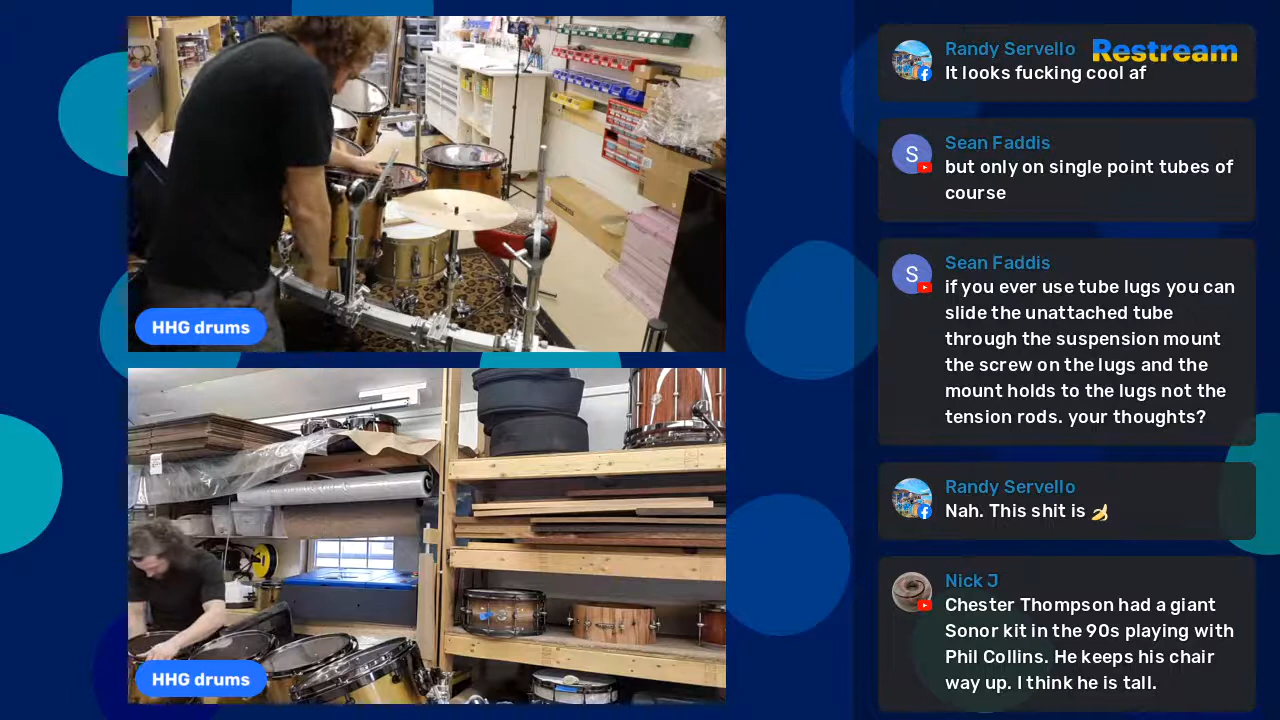 HHG drums
HHG drums
Restream
Randy Servello
It looks fucking cool af
Sean Faddis
but only on single point tubes of
course
Sean Faddis
if you ever use tube lugs you can
slide the unattached tube
through the suspension mount
the screw on the lugs and the
mount holds to the lugs not the
tension rods. your thoughts?
Randy Servello
Nah. This shit is 🍌
Nick J
Chester Thompson had a giant
Sonor kit in the 90s playing with
Phil Collins. He keeps his chair
way up. I think he is tall.
S
S